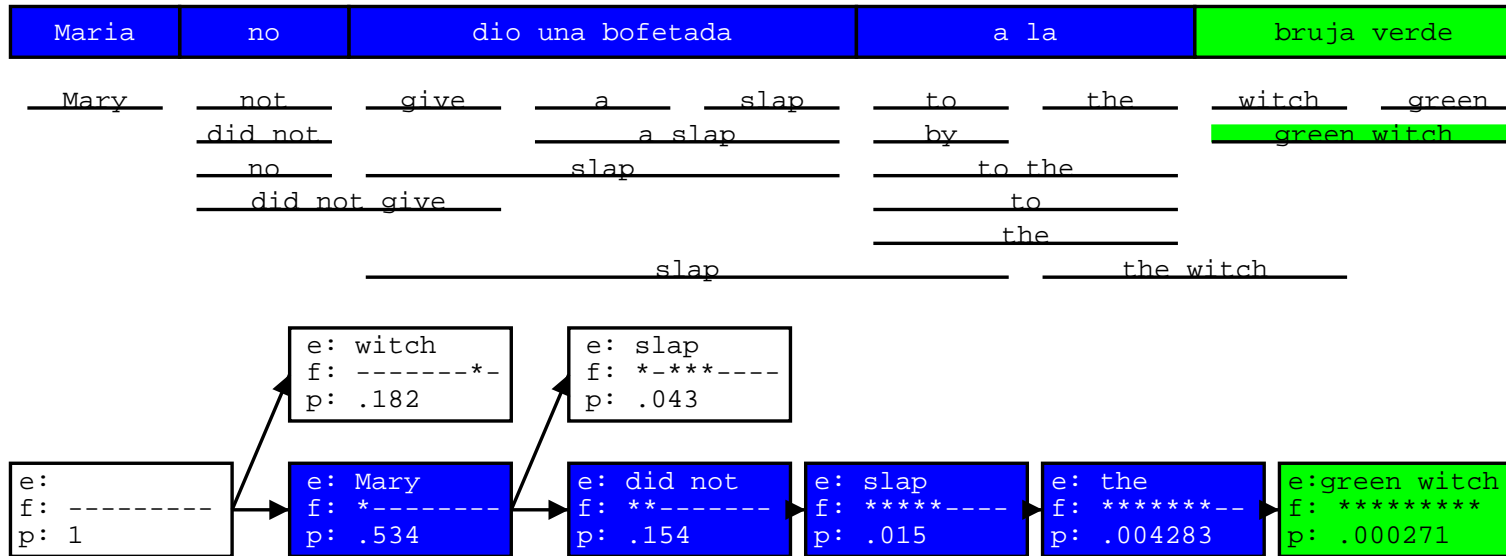 Maria no dio una bofetada a la bruja verde
Mary not give a slap to the witch green
did not a slap by green witch
no slap to the
did not give to
the
slap the witch
e: witch e: slap
f: -------*- f: *-***----
p: .182 p: .043
e: e: Mary e: did not e: slap e: the e:green witch
f: --------- f: *-------- f: **------- f: *****---- f: *******-- f: *********
p: 1 p: .534 p: .154 p: .015 p: .004283 p: .000271